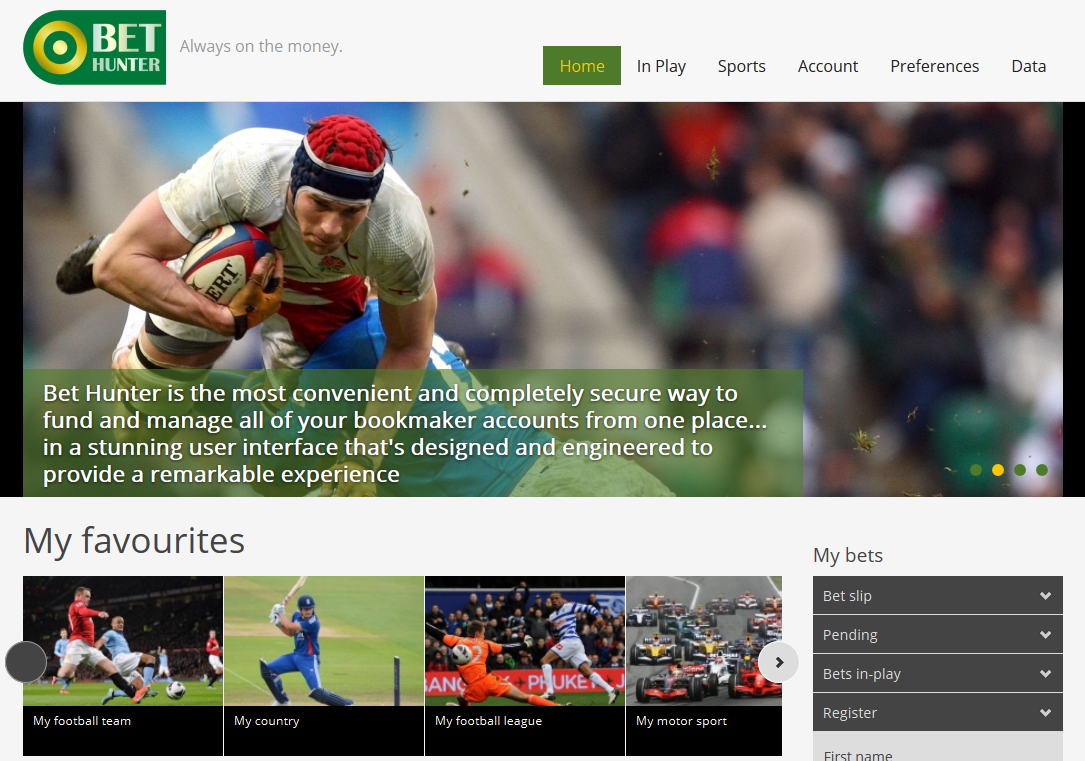 BET
HUNTER
Always on the money.
Home In Play Sports Account Preferences Data
ERT
Bet Hunter is the most convenient and completely secure way to
fund and manage all of your bookmaker accounts from one place...
in a stunning user interface that's designed and engineered to
provide a remarkable experience
My favourites
My bets
Bet slip
Pending
Bets in-play
Register
First name
BANG
PHUKET
My football team
My country
My football league
My motor sport